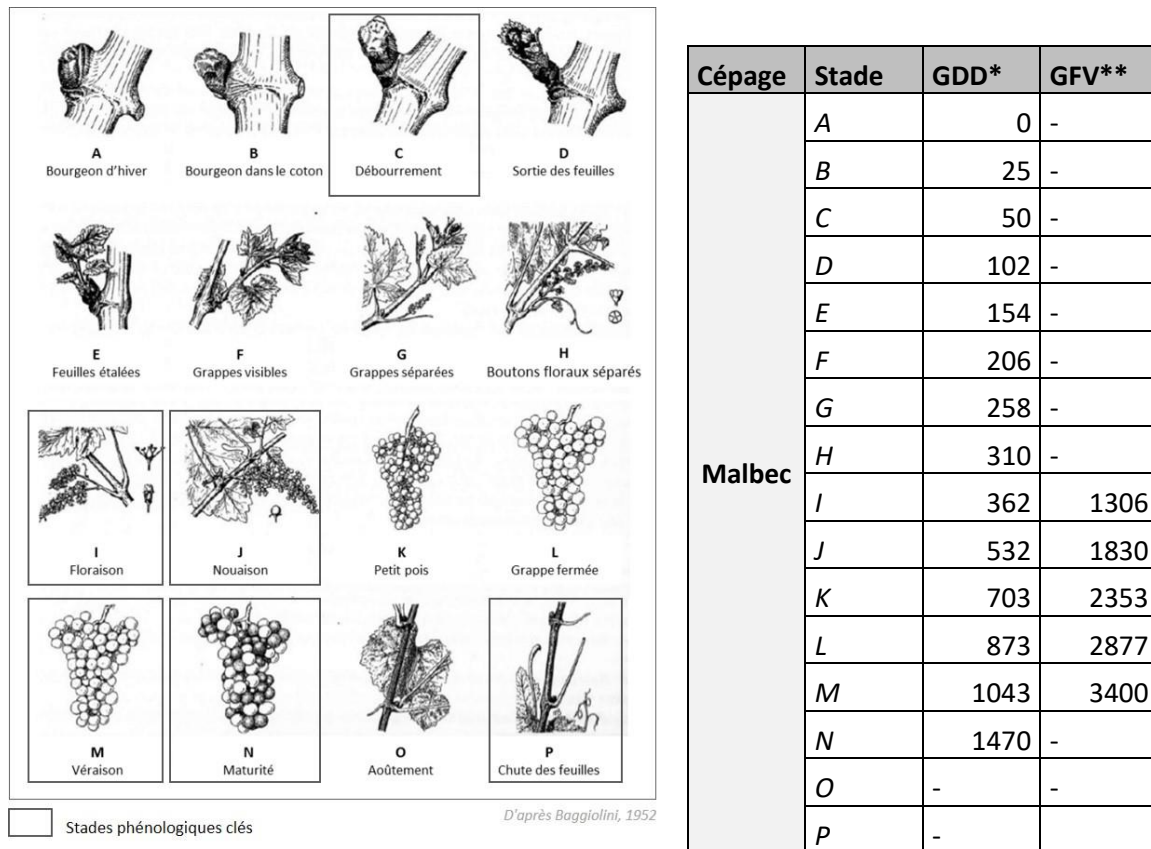 A B C D
Bourgeon d'hiver Bourgeon dans le coton Débourrement Sortie des feuilles
E F G H
Feuilles étalées Grappes visibles Grappes séparées Boutons floraux séparés
I J K L
Floraison Nouaison Petit pois Grappe fermée
M N O P
Véraison Maturité Aoûtement Chute des feuilles
D'après Baggiolini, 1952
Stades phénologiques clés
Cépage Stade GDD* GFV**
A 0 -
B 25 -
C 50 -
D 102 -
E 154 -
F 206 -
G 258 -
H 310 -
Malbec
I 362 1306
J 532 1830
K 703 2353
L 873 2877
M 1043 3400
N 1470 -
O - -
P -